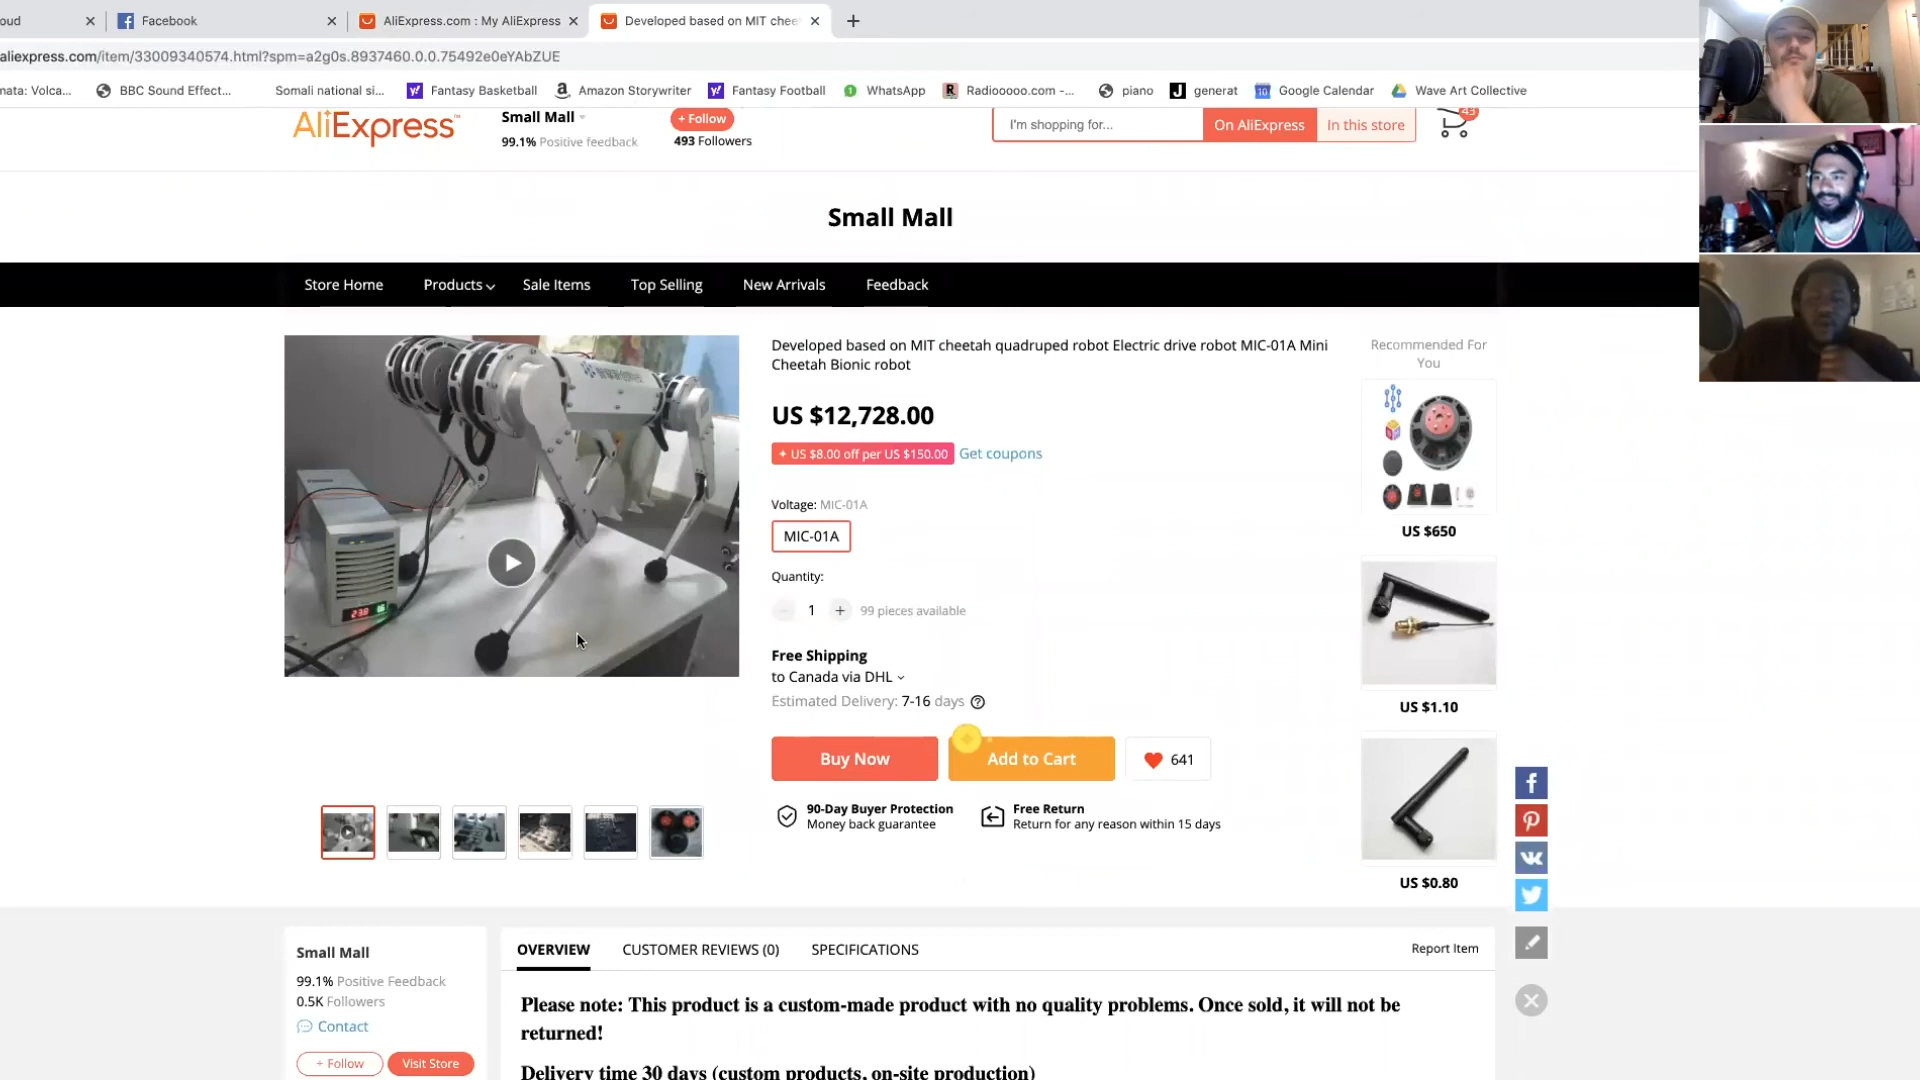 oud
Facebook
AliExpress.com : My AliExpress
Developed based on MIT chee
aliexpress.com/item/33009340574.html?spm=a2g0s.8937460.0.0.75492e0eYAbZUE
nata: Volca...
BBC Sound Effect...
Somali national si...
Fantasy Basketball
Amazon Storywriter
Fantasy Football
WhatsApp
Radiooooo.com -...
piano
generat
Google Calendar
Wave Art Collective
AliExpress™
Small Mall
99.1% Positive feedback
+ Follow
493 Followers
I'm shopping for...
On AliExpress
In this store
43
Small Mall
Store Home
Products
Sale Items
Top Selling
New Arrivals
Feedback
Developed based on MIT cheetah quadruped robot Electric drive robot MIC-01A Mini
Cheetah Bionic robot
US $12,728.00
US $8.00 off per US $150.00
Get coupons
Voltage: MIC-01A
MIC-01A
Quantity:
1
99 pieces available
Free Shipping
to Canada via DHL
Estimated Delivery: 7-16 days
Buy Now
Add to Cart
641
90-Day Buyer Protection
Money back guarantee
Free Return
Return for any reason within 15 days
Recommended For
You
US $650
US $1.10
US $0.80
Small Mall
99.1% Positive Feedback
0.5K Followers
Contact
+ Follow
Visit Store
OVERVIEW
CUSTOMER REVIEWS (0)
SPECIFICATIONS
Report Item
Please note: This product is a custom-made product with no quality problems. Once sold, it will not be
returned!
Delivery time 30 days (custom products, on-site production)